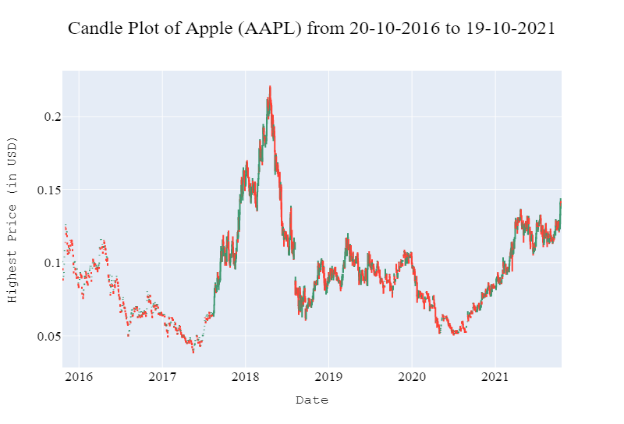 Candle Plot of Apple (AAPL) from 20-10-2016 to 19-10-2021
Highest Price (in USD)
0.2
0.15
0.1
0.05
2016 2017 2018 2019 2020 2021
Date